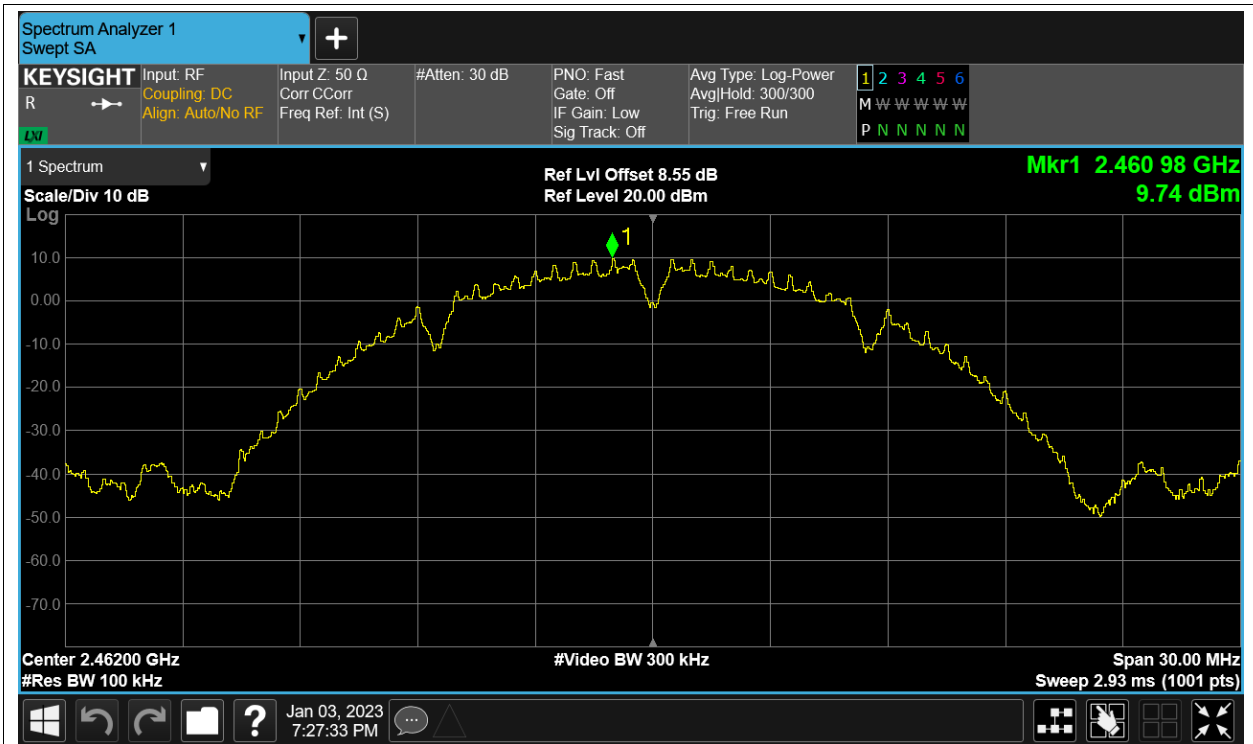 Spectrum Analyzer 1
Swept SA
+
KEYSIGHT Input: RF Input Z: 50 Ω #Atten: 30 dB PNO: Fast Avg Type: Log-Power 1 2 3 4 5 6
R Coupling: DC Corr CCorr Gate: Off Avg|Hold: 300/300 M W W W W W W
Align: Auto/No RF Freq Ref: Int (S) IF Gain: Low Trig: Free Run
LXI Sig Track: Off P N N N N N N
1 Spectrum
Ref Lvl Offset 8.55 dB Mkr1 2.460 98 GHz
Scale/Div 10 dB Ref Level 20.00 dBm 9.74 dBm
Log
1
10.0
0.00
-10.0
-20.0
-30.0
-40.0
-50.0
-60.0
-70.0
Center 2.46200 GHz #Video BW 300 kHz Span 30.00 MHz
#Res BW 100 kHz Sweep 2.93 ms (1001 pts)
? Jan 03, 2023
7:27:33 PM